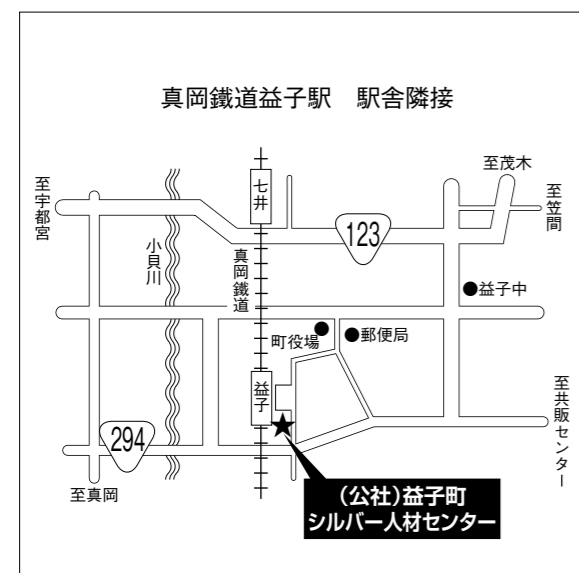 真岡鐵道益子駅　駅舎隣接
至茂木
至宇都宮
七井
至笠間
123
小貝川
真岡鐵道
益子中
町役場
郵便局
益子
至共販センター
294
至真岡
(公社)益子町
シルバー人材センター